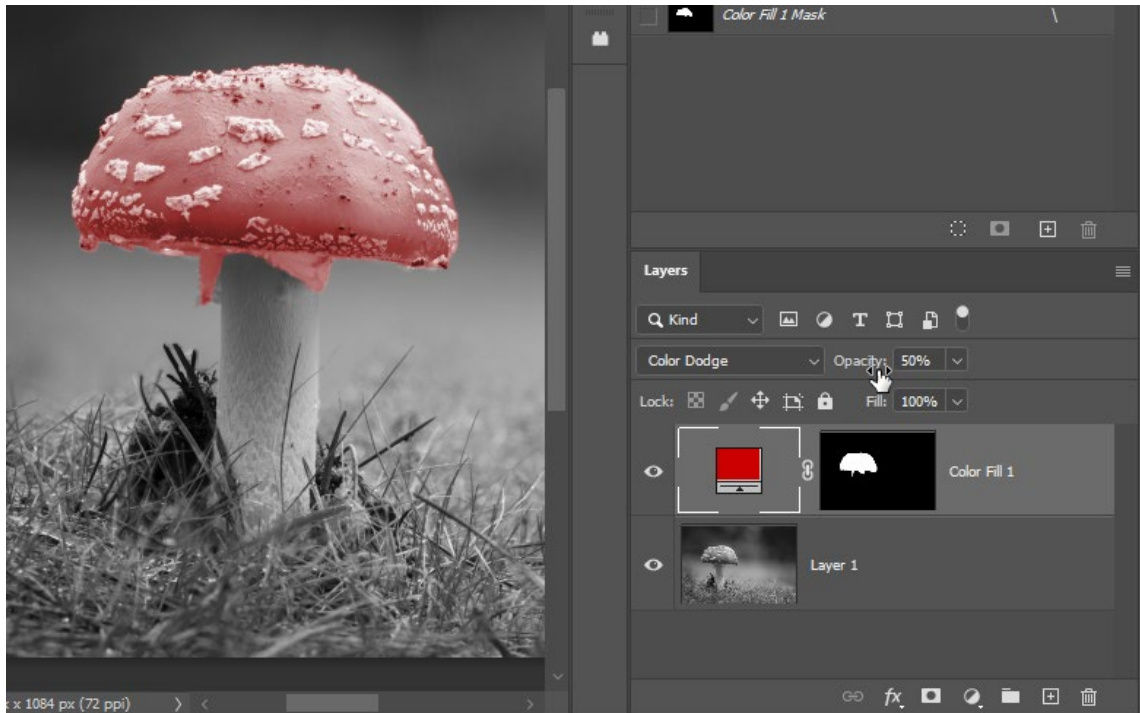 Color Fill 1 Mask
\
Layers
Kind
Color Dodge
Opacity: 50%
Lock:
Fill: 100%
Color Fill 1
Layer 1
x 1084 px (72 ppi)
fx